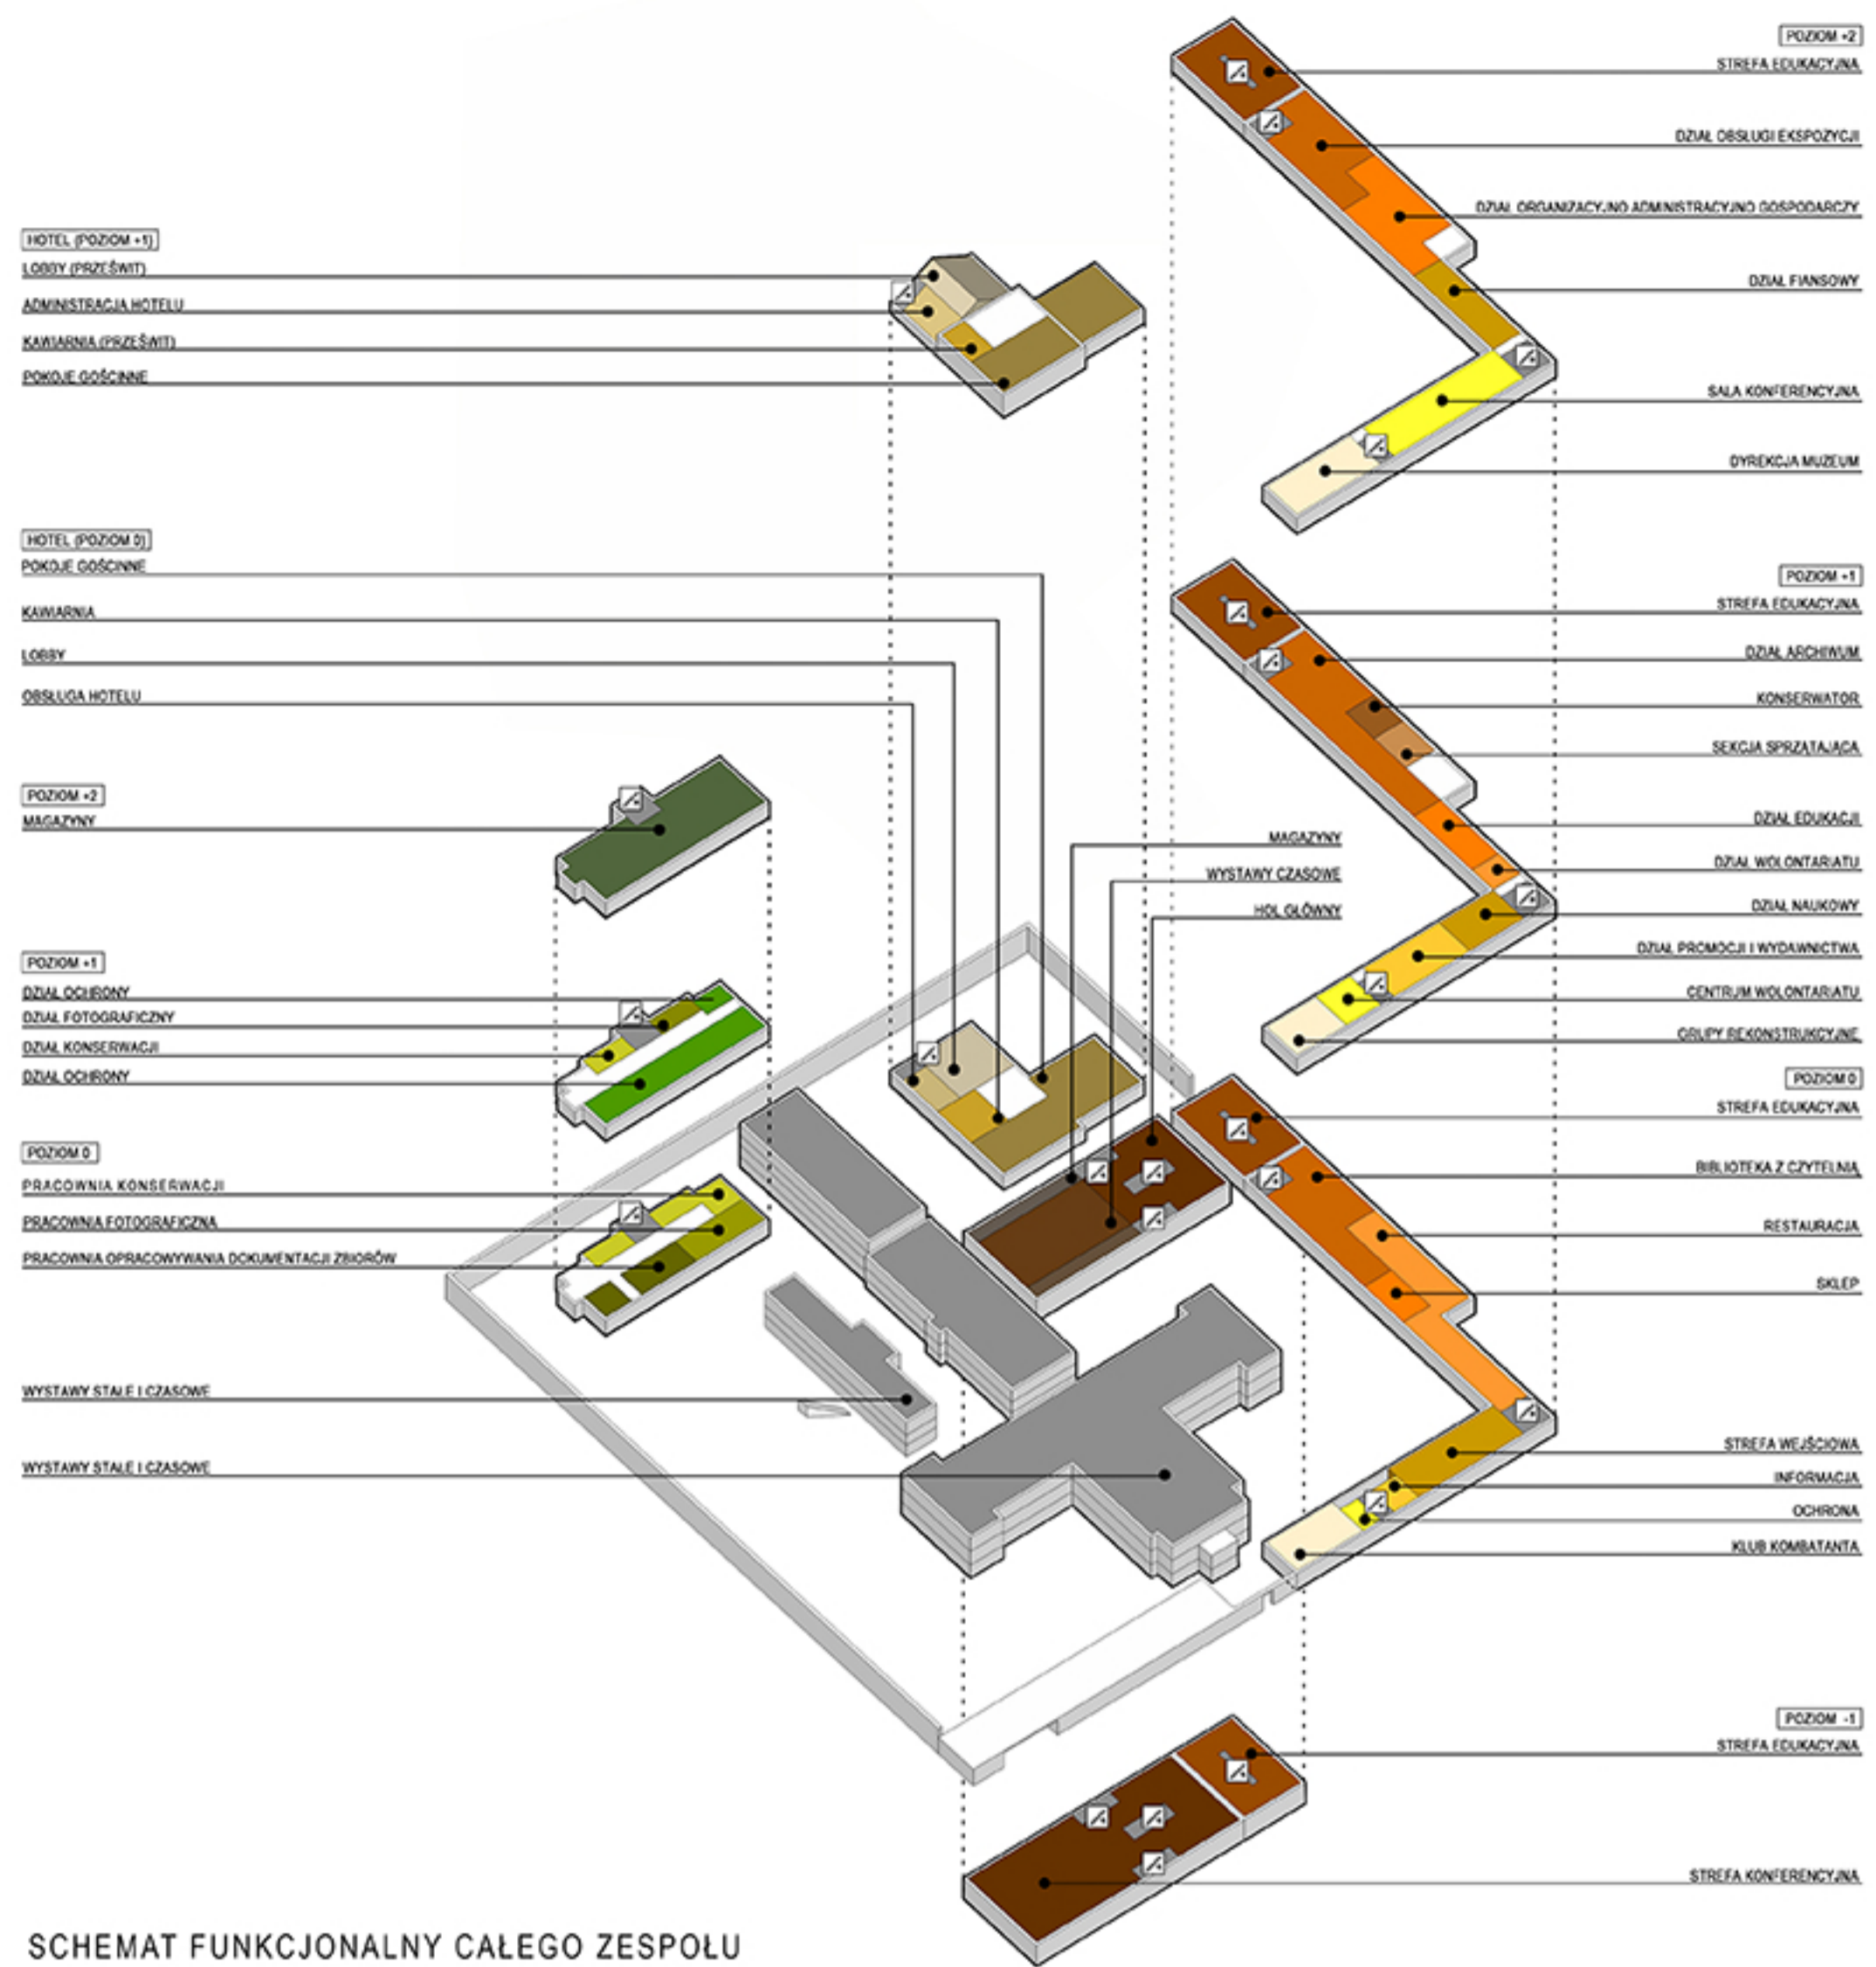 HOTEL (POZIOM +1)
LOBBY (PRZEŚWIT)
ADMINISTRACJA HOTELU
KAWIARNIA (PRZEŚWIT)
POKOJE GOŚCINNE
HOTEL (POZIOM 0)
POKOJE GOŚCINNE
KAWIARNIA
LOBBY
OBSŁUGA HOTELU
POZIOM +2
MAGAZYNY
POZIOM +1
DZIAŁ OCHRONY
DZIAŁ FOTOGRAFICZNY
DZIAŁ KONSERWACJI
DZIAŁ OCHRONY
POZIOM 0
PRACOWNIA KONSERWACJI
PRACOWNIA FOTOGRAFICZNA
PRACOWNIA OPRACOWYWANIA DOKUMENTACJI ZBIORÓW
WYSTAWY STAŁE I CZASOWE
WYSTAWY STAŁE I CZASOWE
MAGAZYNY
WYSTAWY CZASOWE
HOL GŁÓWNY
POZIOM +2
STREFA EDUKACYJNA
DZIAŁ OBSŁUGI EKSPOZYCJI
DZIAŁ ORGANIZACYJNO ADMINISTRACYJNO GOSPODARCZY
DZIAŁ FIANSOWY
SALA KONFERENCYJNA
DYREKCJA MUZEUM
POZIOM +1
STREFA EDUKACYJNA
DZIAŁ ARCHIWUM
KONSERWATOR
SEKCJA SPRZĄTAJĄCA
DZIAŁ EDUKACJI
DZIAŁ WOLONTARIATU
DZIAŁ NAUKOWY
DZIAŁ PROMOCJI I WYDAWNICTWA
CENTRUM WOLONTARIATU
GRUPY REKONSTRUKCYJNE
POZIOM 0
STREFA EDUKACYJNA
BIBLIOTEKA Z CZYTELNIĄ
RESTAURACJA
SKLEP
STREFA WEJŚCIOWA
INFORMACJA
OCHRONA
KLUB KOMBATANTA
POZIOM -1
STREFA EDUKACYJNA
STREFA KONFERENCYJNA
SCHEMAT FUNKCJONALNY CAŁEGO ZESPOŁU